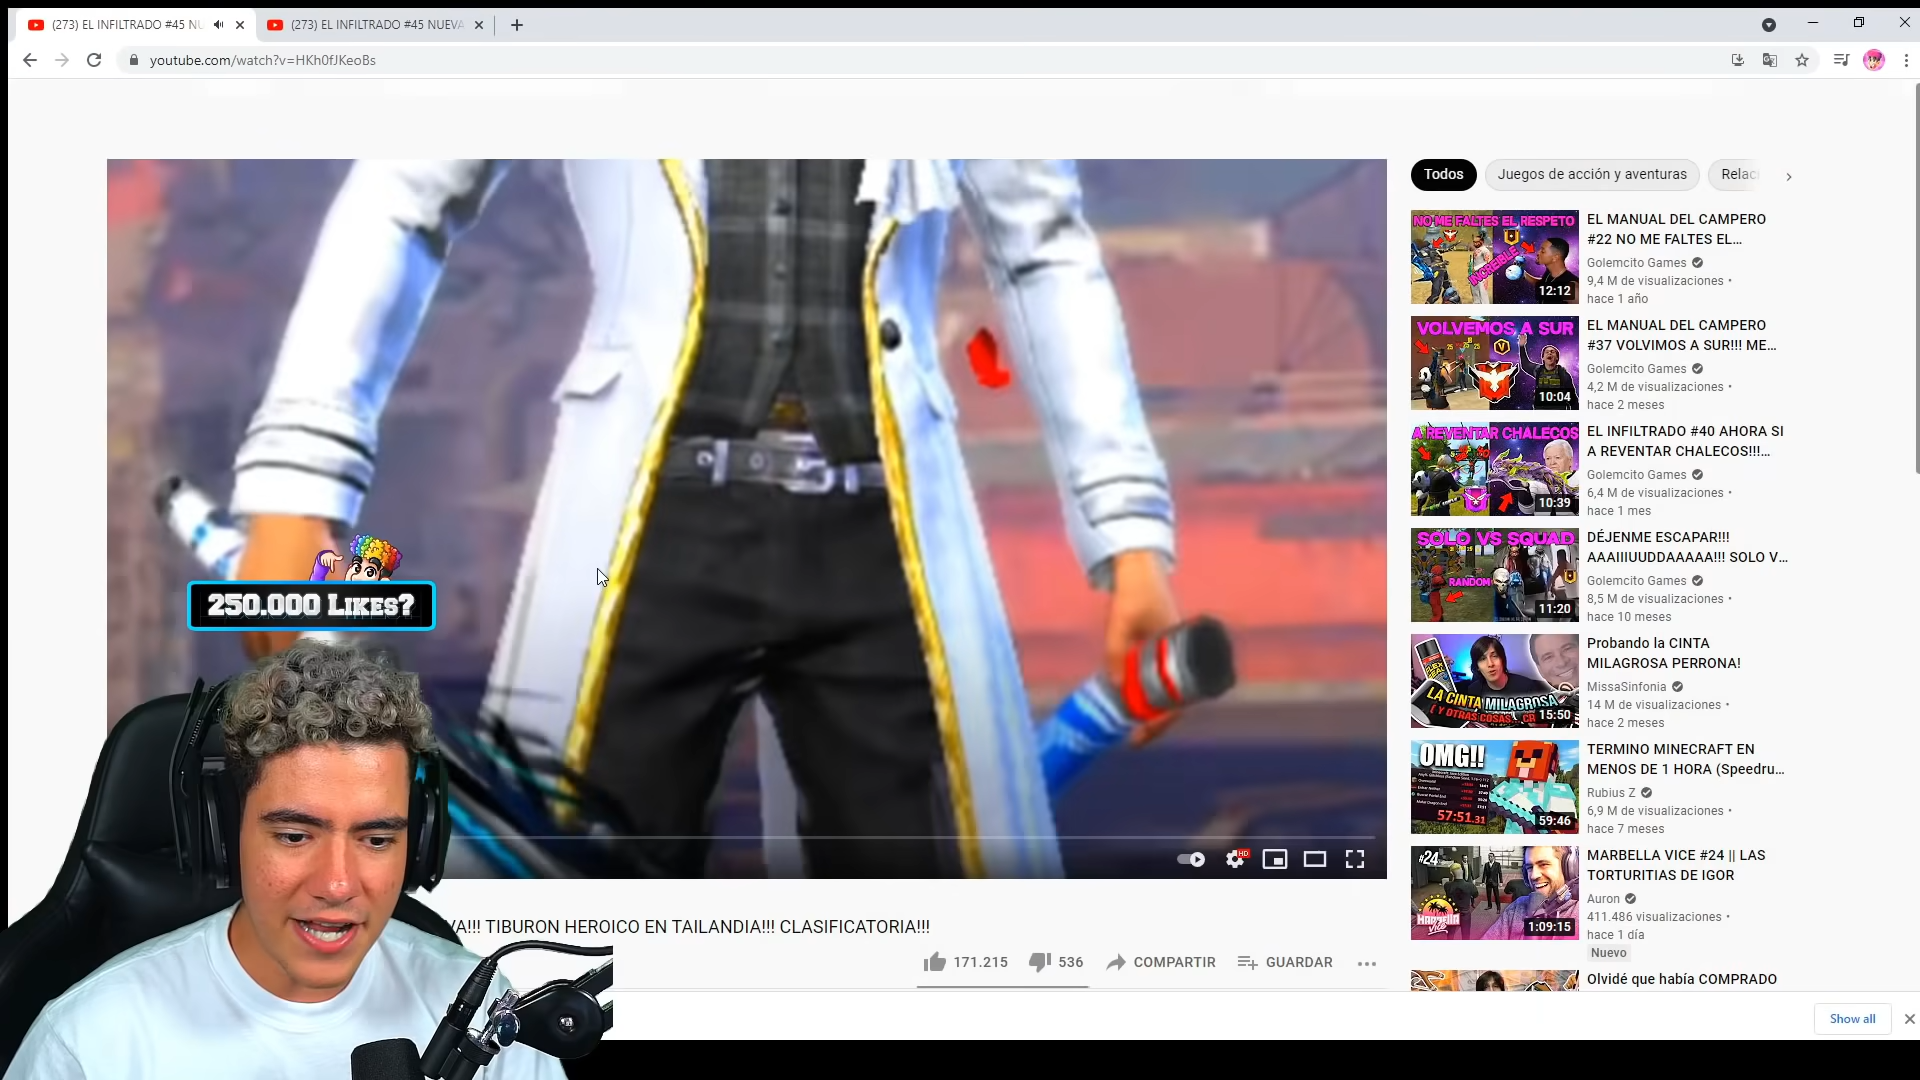 (273) EL INFILTRADO #45 NU
(273) EL INFILTRADO #45 NUEVA
youtube.com/watch?v=HKh0fJKeoBs
Todos
Juegos de acción y aventuras
Relaci
NO ME FALTES EL RESPETO
INCREIBLE
12:12
EL MANUAL DEL CAMPERO
#22 NO ME FALTES EL...
Golemcito Games
9,4 M de visualizaciones •
hace 1 año
VOLVEMOS A SUR
10:04
EL MANUAL DEL CAMPERO
#37 VOLVIMOS A SUR!!! ME...
Golemcito Games
4,2 M de visualizaciones •
hace 2 meses
A REVENTAR CHALECOS
10:39
EL INFILTRADO #40 AHORA SI
A REVENTAR CHALECOS!!!...
Golemcito Games
6,4 M de visualizaciones •
hace 1 mes
SOLO VS SQUAD
RANDOM
11:20
DÉJENME ESCAPAR!!!
AAAIIIUUDDAAAAA!!! SOLO V...
Golemcito Games
8,5 M de visualizaciones •
hace 10 meses
LA CINTA MILAGROSA
15:50
Probando la CINTA
MILAGROSA PERRONA!
MissaSinfonia
14 M de visualizaciones •
hace 2 meses
OMG!!
57:51.31
59:46
TERMINO MINECRAFT EN
MENOS DE 1 HORA (Speedru...
Rubius Z
6,9 M de visualizaciones •
hace 7 meses
#24
MARBELLA
VICE
1:09:15
MARBELLA VICE #24 || LAS
TORTURITIAS DE IGOR
Auron
411.486 visualizaciones •
hace 1 día
Nuevo
Olvidé que había COMPRADO
250.000 LIKES?
HD
VA!!! TIBURON HEROICO EN TAILANDIA!!! CLASIFICATORIA!!!
171.215
536
COMPARTIR
GUARDAR
Show all